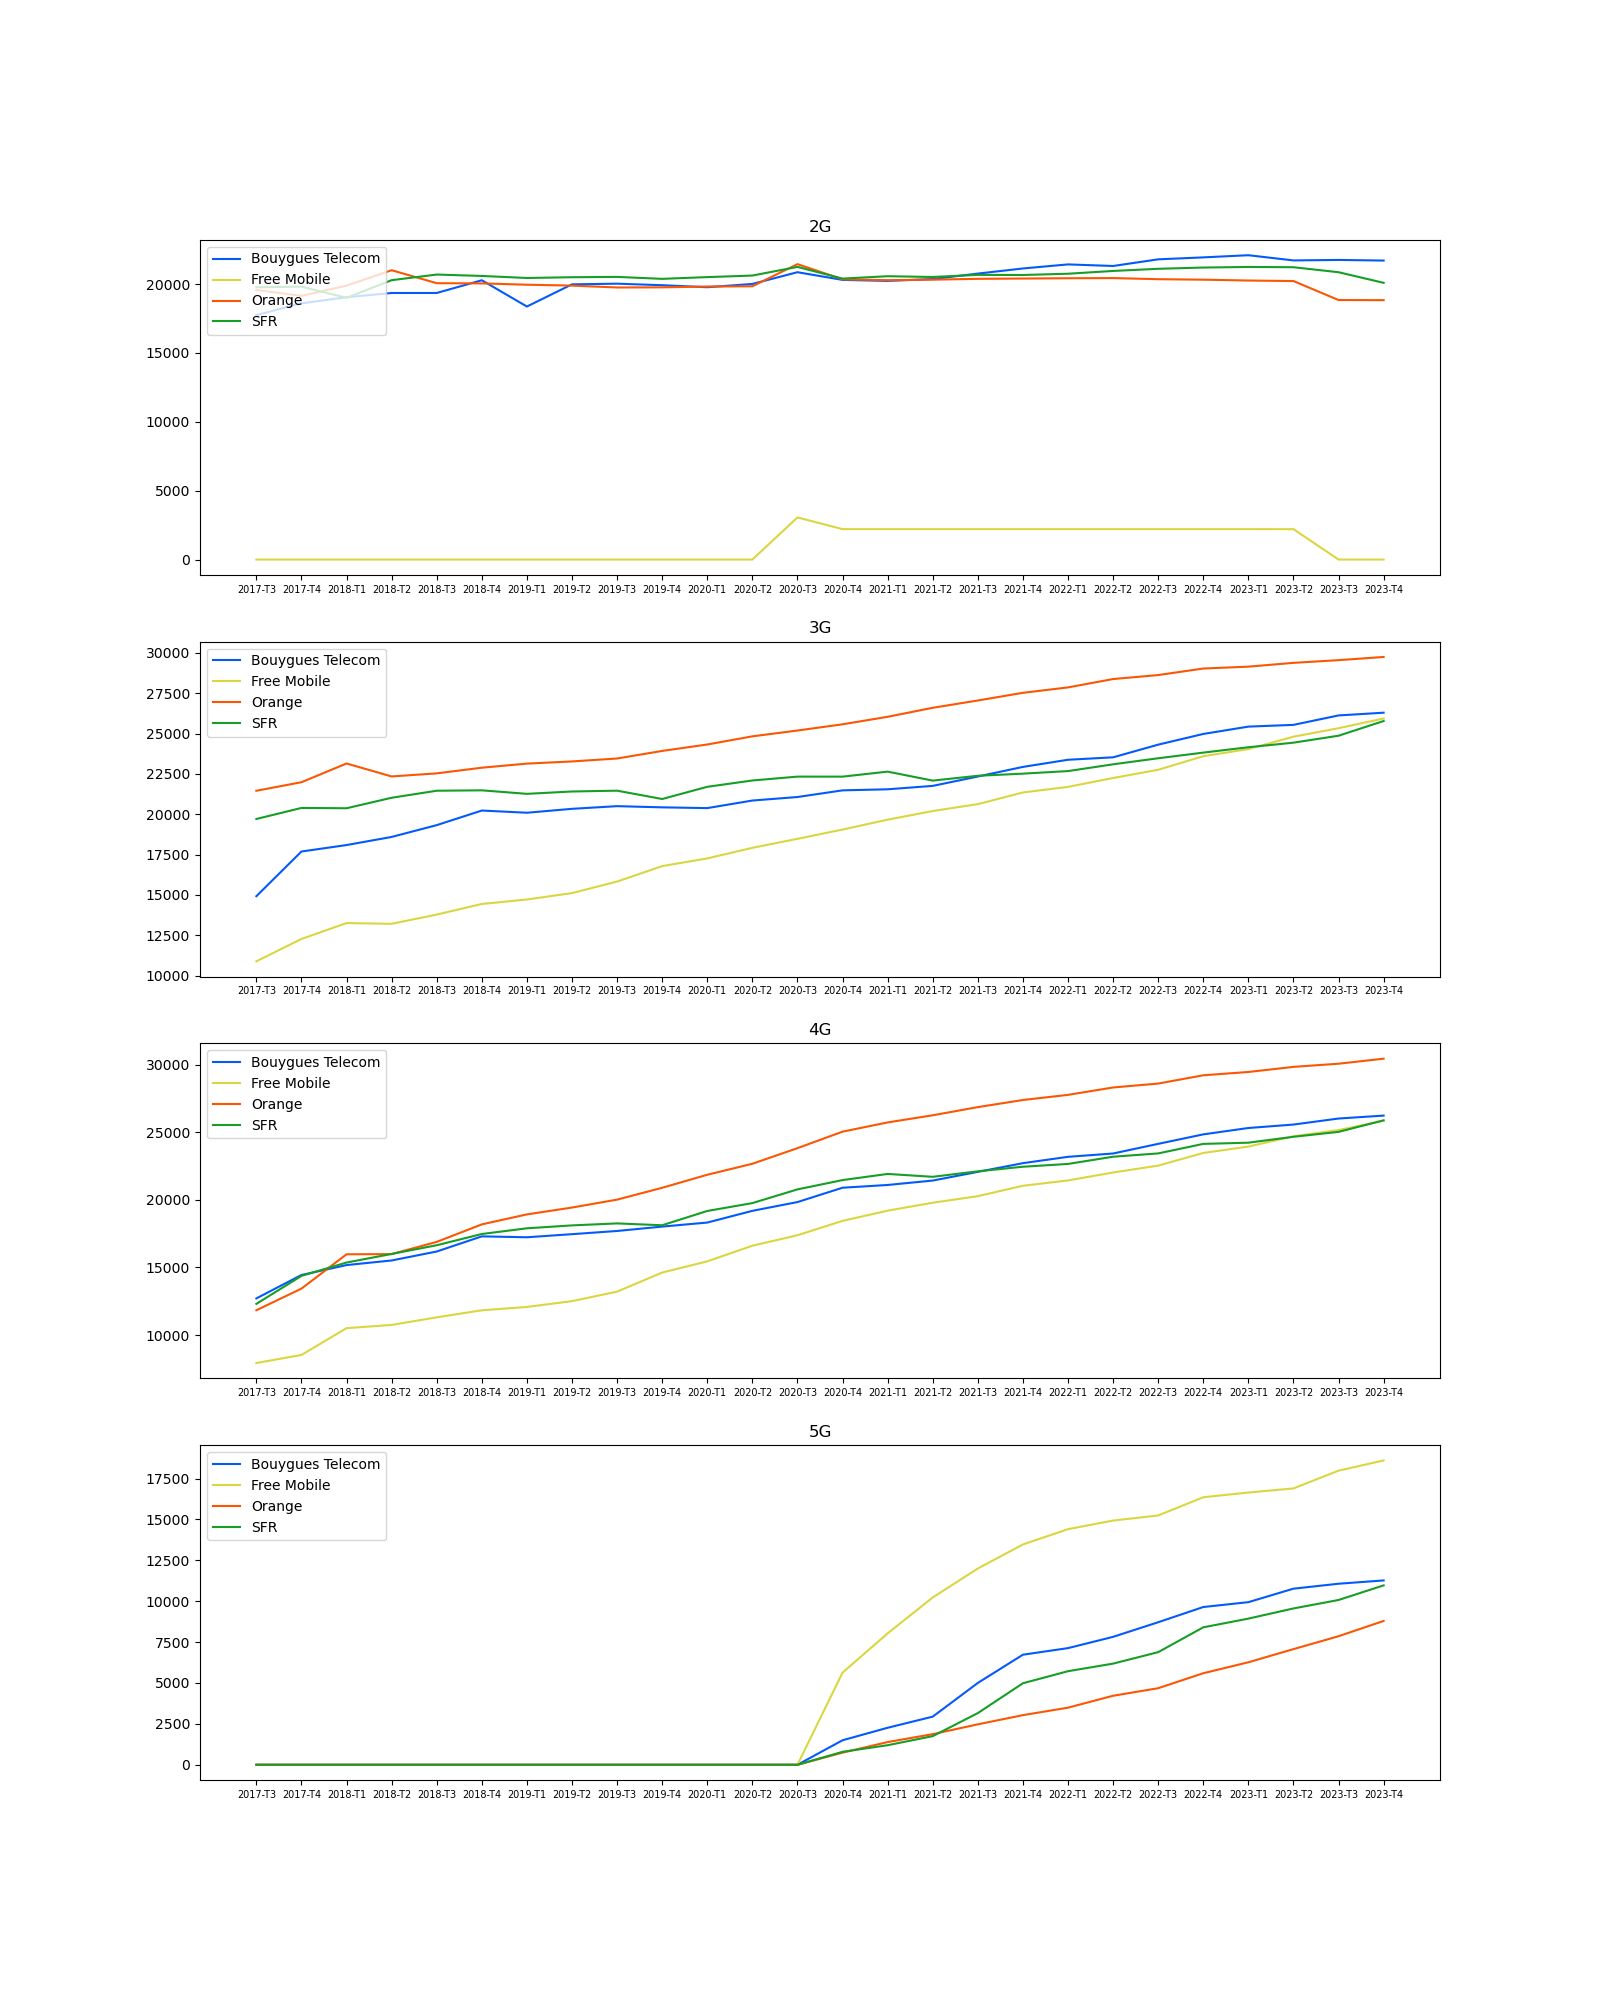 2G
Bouygues Telecom
Free Mobile
Orange
SFR
20000
15000
10000
5000
0
2017-T3 2017-T4 2018-T1 2018-T2 2018-T3 2018-T4 2019-T1 2019-T2 2019-T3 2019-T4 2020-T1 2020-T2 2020-T3 2020-T4 2021-T1 2021-T2 2021-T3 2021-T4 2022-T1 2022-T2 2022-T3 2022-T4 2023-T1 2023-T2 2023-T3 2023-T4
3G
Bouygues Telecom
Free Mobile
Orange
SFR
30000
27500
25000
22500
20000
17500
15000
12500
10000
2017-T3 2017-T4 2018-T1 2018-T2 2018-T3 2018-T4 2019-T1 2019-T2 2019-T3 2019-T4 2020-T1 2020-T2 2020-T3 2020-T4 2021-T1 2021-T2 2021-T3 2021-T4 2022-T1 2022-T2 2022-T3 2022-T4 2023-T1 2023-T2 2023-T3 2023-T4
4G
Bouygues Telecom
Free Mobile
Orange
SFR
30000
25000
20000
15000
10000
2017-T3 2017-T4 2018-T1 2018-T2 2018-T3 2018-T4 2019-T1 2019-T2 2019-T3 2019-T4 2020-T1 2020-T2 2020-T3 2020-T4 2021-T1 2021-T2 2021-T3 2021-T4 2022-T1 2022-T2 2022-T3 2022-T4 2023-T1 2023-T2 2023-T3 2023-T4
5G
Bouygues Telecom
Free Mobile
Orange
SFR
17500
15000
12500
10000
7500
5000
2500
0
2017-T3 2017-T4 2018-T1 2018-T2 2018-T3 2018-T4 2019-T1 2019-T2 2019-T3 2019-T4 2020-T1 2020-T2 2020-T3 2020-T4 2021-T1 2021-T2 2021-T3 2021-T4 2022-T1 2022-T2 2022-T3 2022-T4 2023-T1 2023-T2 2023-T3 2023-T4